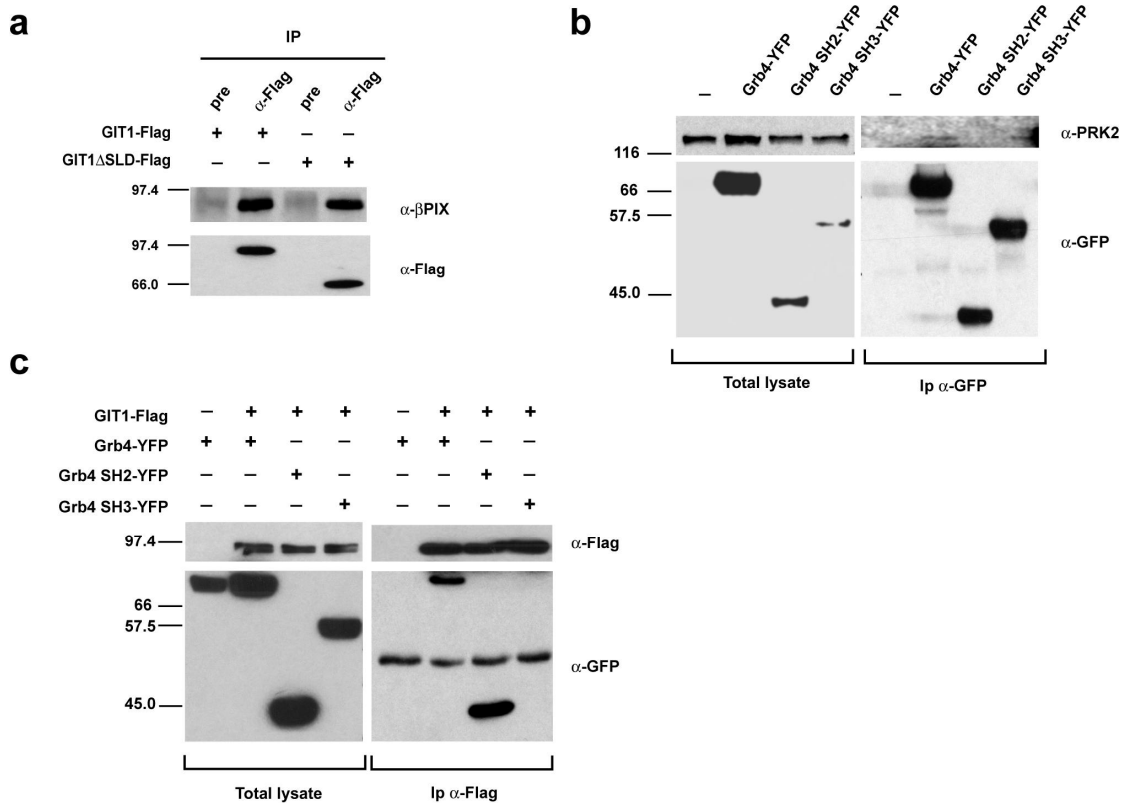 a
IP
pre α-Flag pre α-Flag
GIT1-Flag + + – –
GIT1ΔSLD-Flag – – + +
97.4
α-βPIX
97.4
α-Flag
66.0
b
– Grb4-YFP Grb4 SH2-YFP Grb4 SH3-YFP – Grb4-YFP Grb4 SH2-YFP Grb4 SH3-YFP
α-PRK2
116
66
57.5
α-GFP
45.0
Total lysate Ip α-GFP
c
GIT1-Flag – + + + – + + +
Grb4-YFP + + – – + + – –
Grb4 SH2-YFP – – + – – – + –
Grb4 SH3-YFP – – – + – – – +
97.4
α-Flag
66
57.5
α-GFP
45.0
Total lysate Ip α-Flag